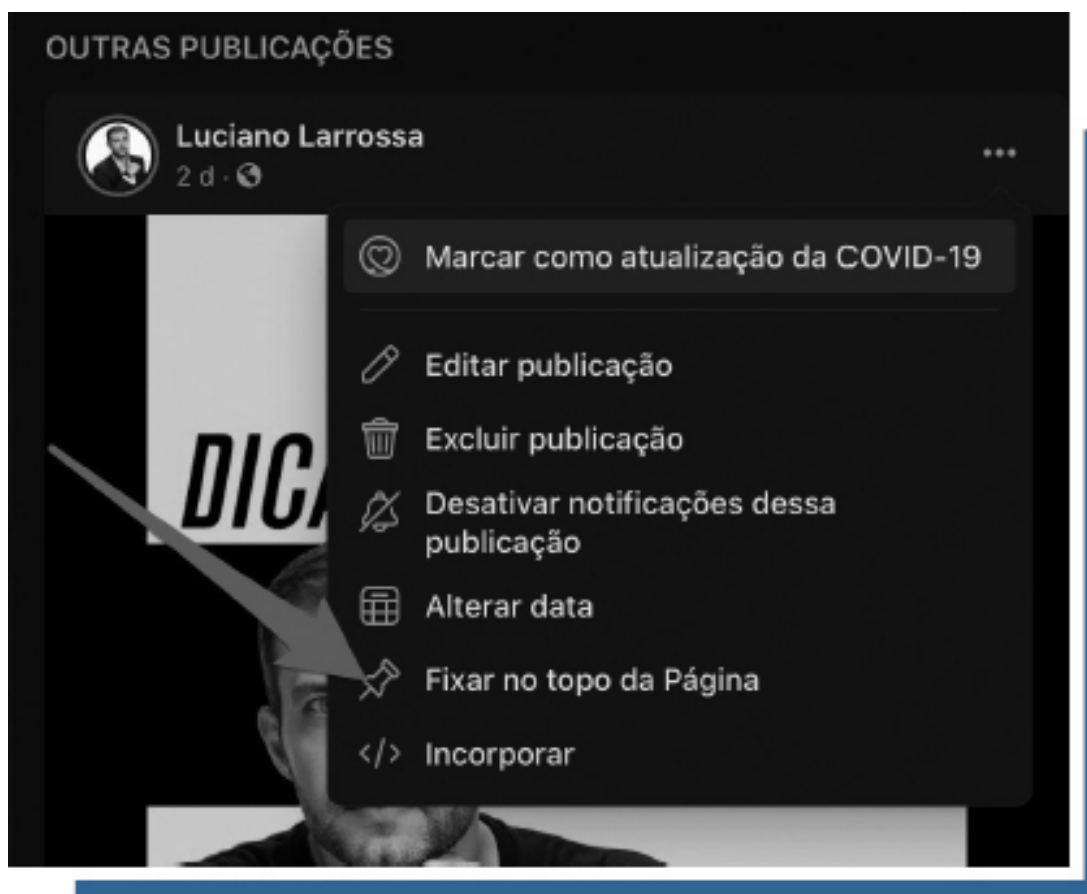 OUTRAS PUBLICAÇÕES
Luciano Larrossa
2 d ·
Marcar como atualização da COVID-19
Editar publicação
Excluir publicação
DICA
Desativar notificações dessa
publicação
Alterar data
Fixar no topo da Página
</> Incorporar